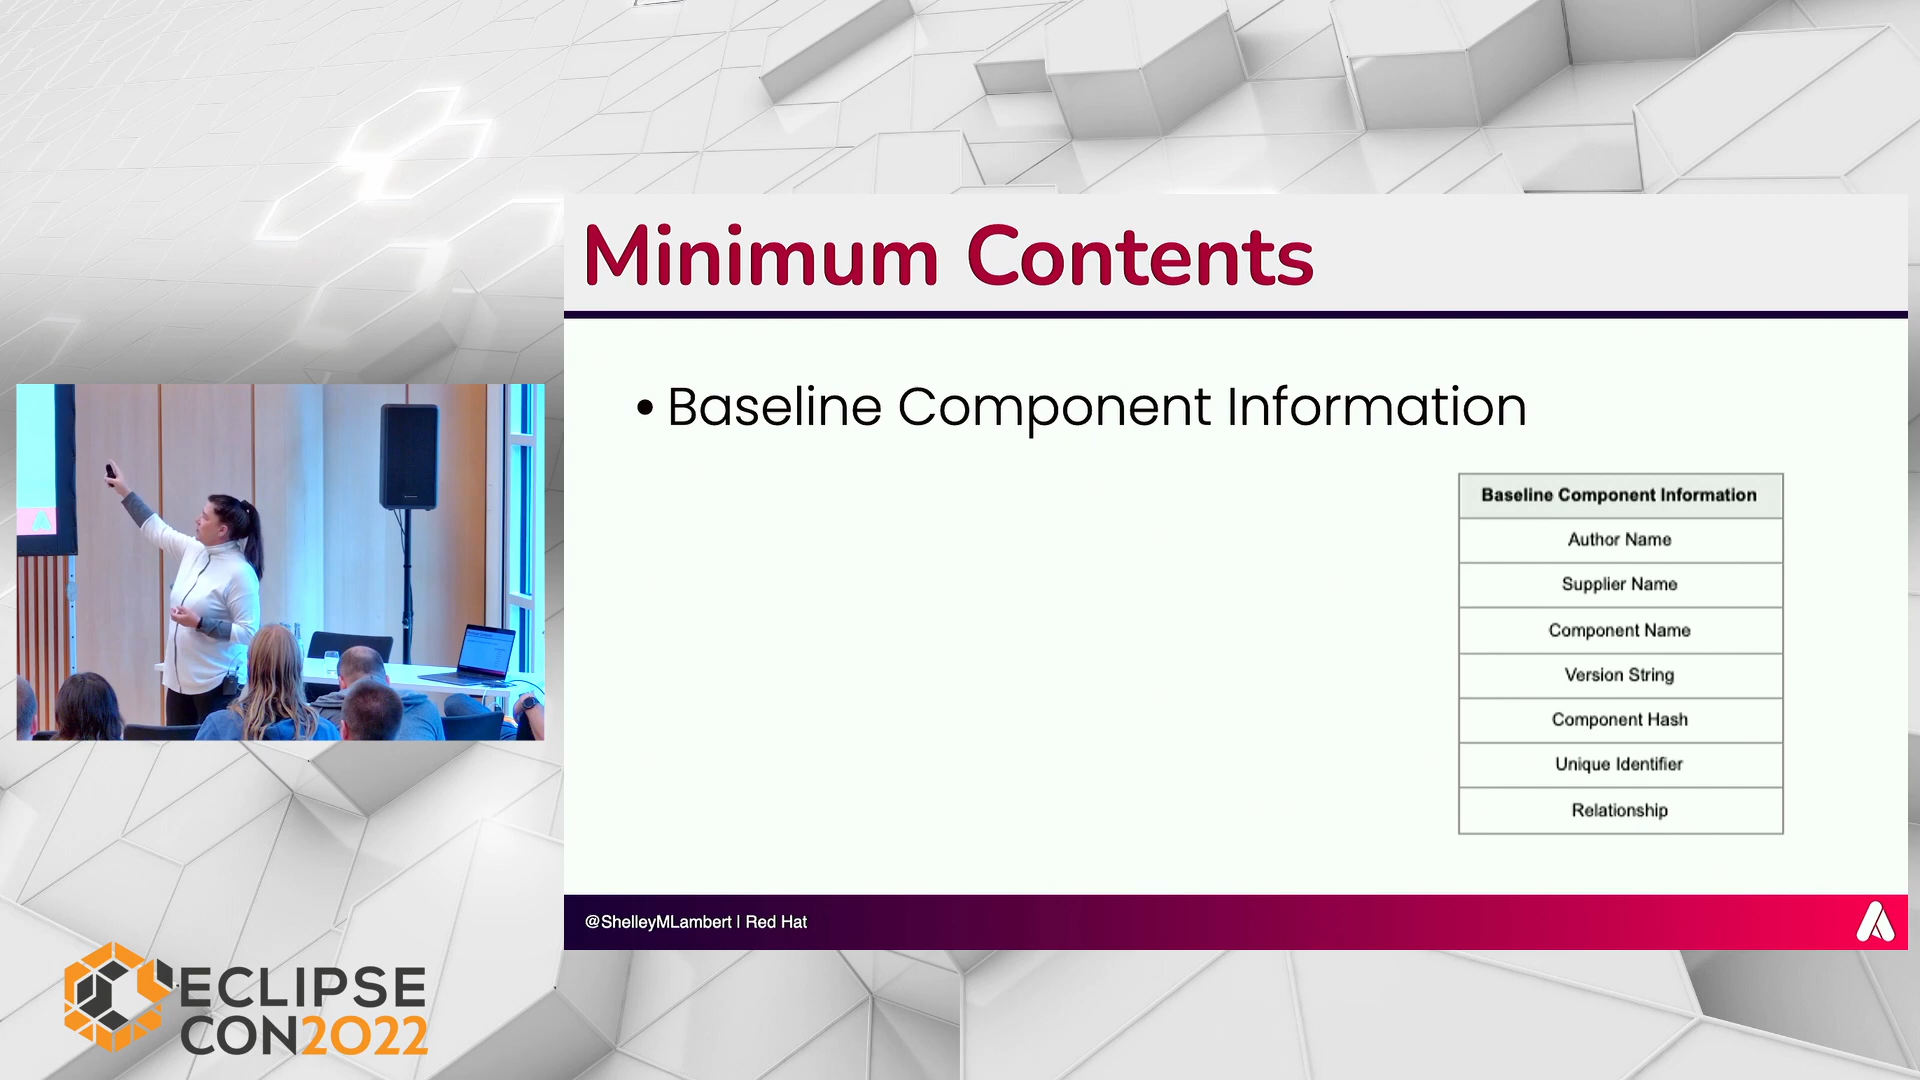 Minimum Contents
• Baseline Component Information
Baseline Component Information
Author Name
Supplier Name
Component Name
Version String
Component Hash
Unique Identifier
Relationship
@ShelleyMLambert | Red Hat
ECLIPSE
CON2022